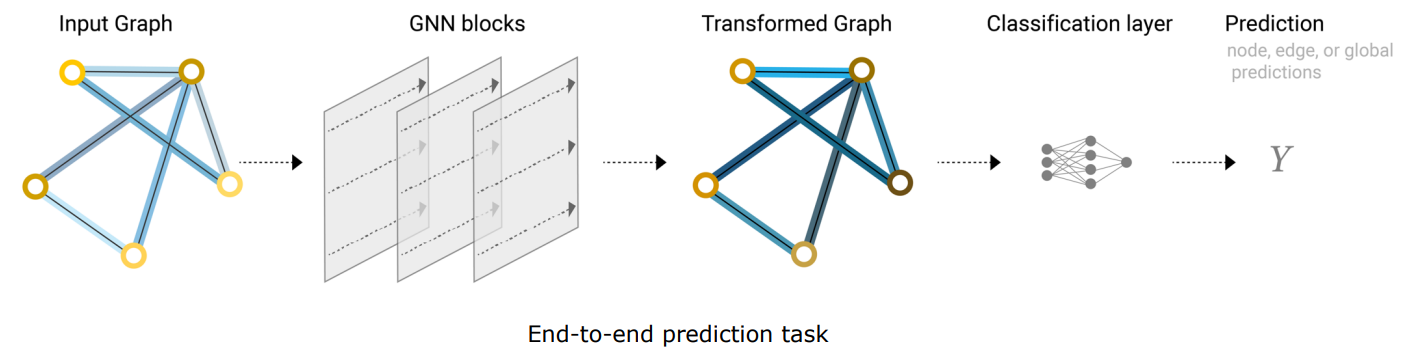 Input Graph
GNN blocks
Transformed Graph
Classification layer
Prediction
node, edge, or global
predictions
Y
End-to-end prediction task